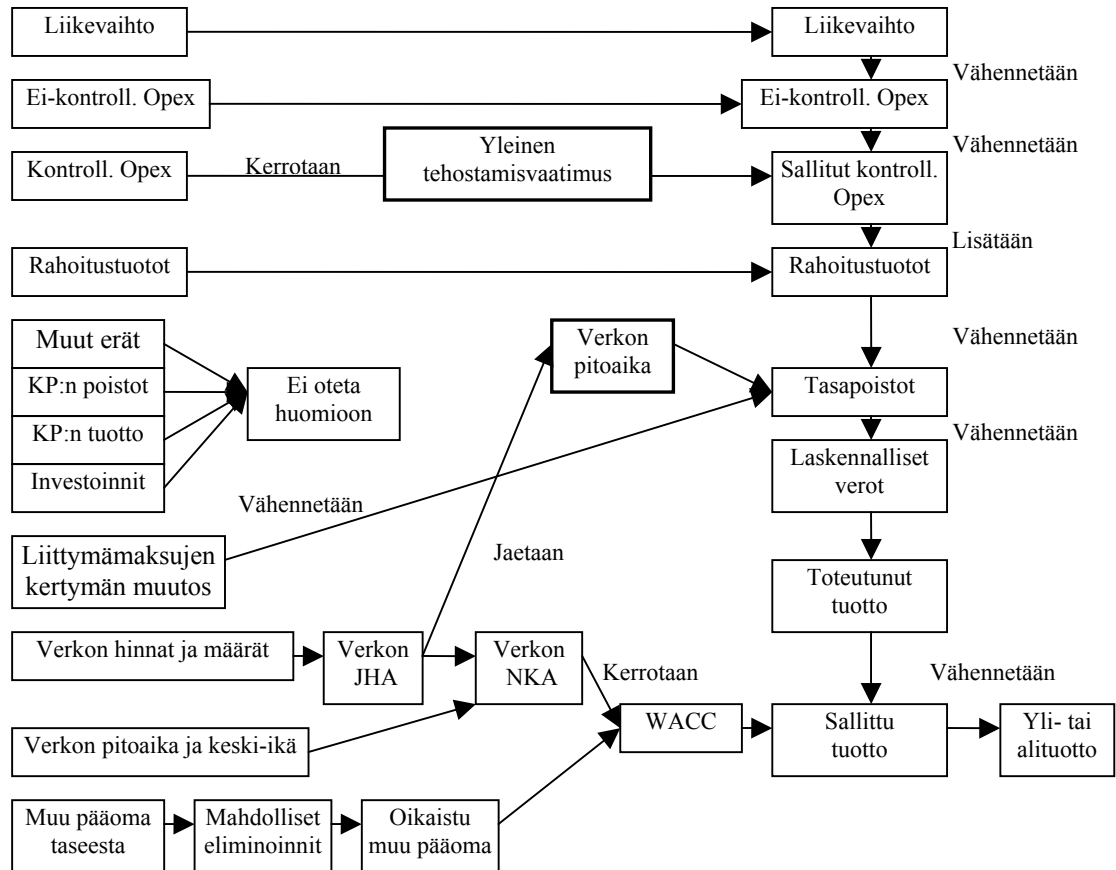 Liikevaihto
Liikevaihto
Vähennetään
Ei-kontroll. Opex
Ei-kontroll. Opex
Vähennetään
Kontroll. Opex
Kerrotaan
Yleinen
tehostamisvaatimus
Sallitut kontroll.
Opex
Lisätään
Rahoitustuotot
Rahoitustuotot
Vähennetään
Muut erät
KP:n poistot
KP:n tuotto
Investoinnit
Ei oteta
huomioon
Verkon
pitoaika
Tasapoistot
Vähennetään
Laskennalliset
verot
Vähennetään
Liittymämaksujen
kertymän muutos
Jaetaan
Toteutunut
tuotto
Verkon hinnat ja määrät
Verkon
JHA
Verkon
NKA
Kerrotaan
Vähennetään
WACC
Sallittu
tuotto
Yli- tai
alituotto
Verkon pitoaika ja keski-ikä
Muu pääoma
taseesta
Mahdolliset
eliminoinnit
Oikaistu
muu pääoma